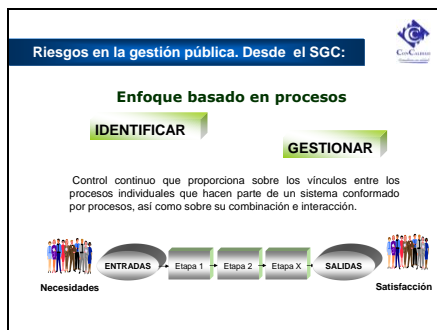 Riesgos en la gestión pública. Desde el SGC:
Enfoque basado en procesos
IDENTIFICAR
GESTIONAR
Control continuo que proporciona sobre los vínculos entre los
procesos individuales que hacen parte de un sistema conformado
por procesos, así como sobre su combinación e interacción.
ENTRADAS
Etapa 1
Etapa 2
Etapa X
SALIDAS
Necesidades
Satisfacción